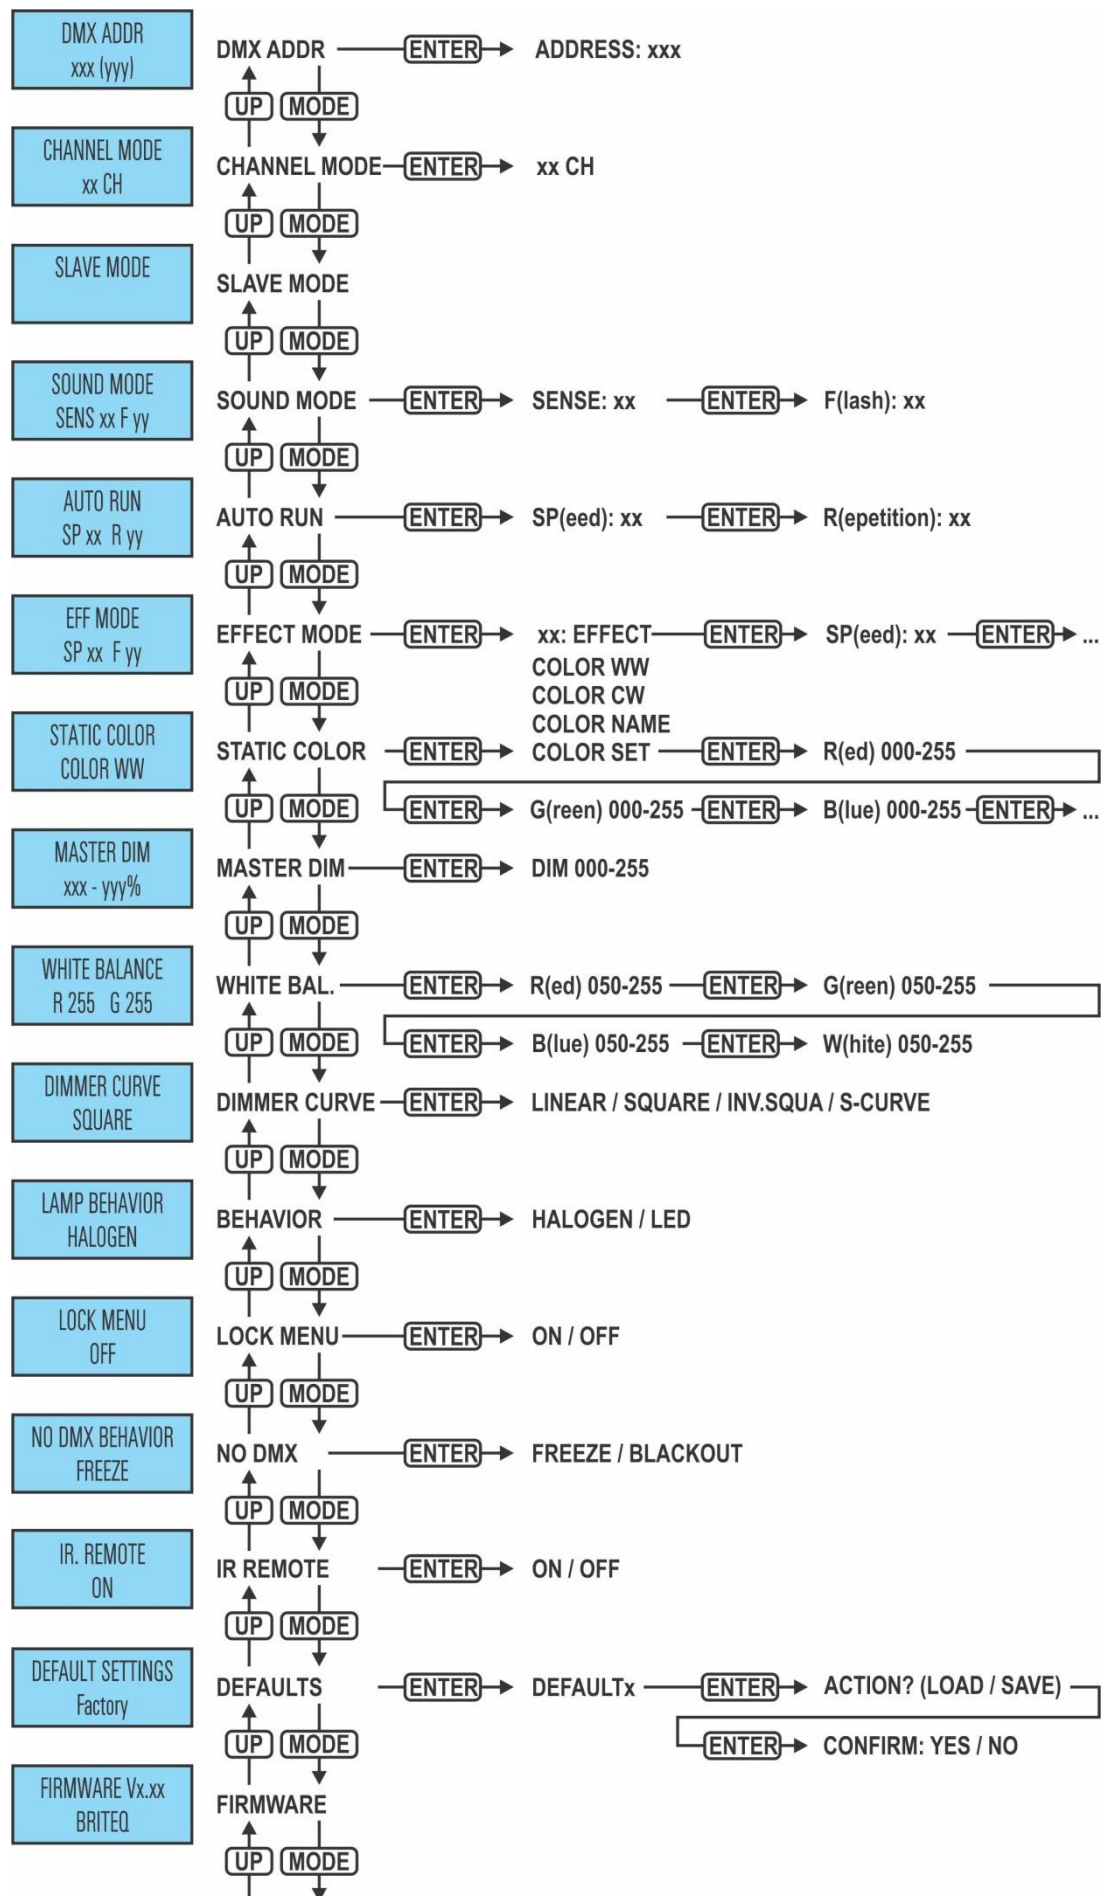 DMX ADDR
xxx (yyy)
DMX ADDR ENTER ADDRESS: xxx
UP MODE
CHANNEL MODE
xx CH
CHANNEL MODE ENTER xx CH
UP MODE
SLAVE MODE
SLAVE MODE
UP MODE
SOUND MODE
SENS xx F yy
SOUND MODE ENTER SENSE: xx ENTER F(lash): xx
UP MODE
AUTO RUN
SP xx R yy
AUTO RUN ENTER SP(eed): xx ENTER R(epetition): xx
UP MODE
EFF MODE
SP xx F yy
EFFECT MODE ENTER xx: EFFECT ENTER SP(eed): xx ENTER ...
COLOR WW
UP MODE COLOR CW
COLOR NAME
STATIC COLOR
COLOR WW
STATIC COLOR ENTER COLOR SET ENTER R(ed) 000-255
UP MODE ENTER G(reen) 000-255 ENTER B(lue) 000-255 ENTER ...
MASTER DIM
xxx - yyy%
MASTER DIM ENTER DIM 000-255
UP MODE
WHITE BALANCE
R 255 G 255
WHITE BAL. ENTER R(ed) 050-255 ENTER G(reen) 050-255
UP MODE ENTER B(lue) 050-255 ENTER W(hite) 050-255
DIMMER CURVE
SQUARE
DIMMER CURVE ENTER LINEAR / SQUARE / INV.SQUA / S-CURVE
UP MODE
LAMP BEHAVIOR
HALOGEN
BEHAVIOR ENTER HALOGEN / LED
UP MODE
LOCK MENU
OFF
LOCK MENU ENTER ON / OFF
UP MODE
NO DMX BEHAVIOR
FREEZE
NO DMX ENTER FREEZE / BLACKOUT
UP MODE
IR. REMOTE
ON
IR REMOTE ENTER ON / OFF
UP MODE
DEFAULT SETTINGS
Factory
DEFAULTS ENTER DEFAULTx ENTER ACTION? (LOAD / SAVE)
UP MODE ENTER CONFIRM: YES / NO
FIRMWARE Vx.xx
BRITEQ
FIRMWARE
UP MODE